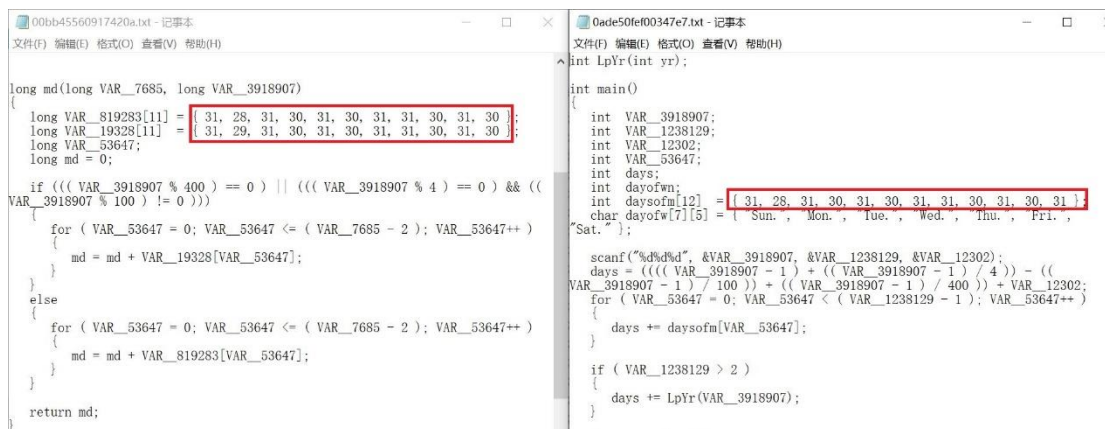 00bb45560917420a.txt - 记事本
文件(F) 编辑(E) 格式(O) 查看(V) 帮助(H)
long md(long VAR__7685, long VAR__3918907)
{
long VAR__819283[11] = { 31, 28, 31, 30, 31, 30, 31, 31, 30, 31, 30 };
long VAR__19328[11] = { 31, 29, 31, 30, 31, 30, 31, 31, 30, 31, 30 };
long VAR__53647;
long md = 0;
if ((( VAR__3918907 % 400 ) == 0 ) || ((( VAR__3918907 % 4 ) == 0 ) && ((
VAR__3918907 % 100 ) != 0 )))
{
for ( VAR__53647 = 0; VAR__53647 <= ( VAR__7685 - 2 ); VAR__53647++ )
{
md = md + VAR__19328[VAR__53647];
}
}
else
{
for ( VAR__53647 = 0; VAR__53647 <= ( VAR__7685 - 2 ); VAR__53647++ )
{
md = md + VAR__819283[VAR__53647];
}
}
return md;
}
0ade50fef00347e7.txt - 记事本
文件(F) 编辑(E) 格式(O) 查看(V) 帮助(H)
int LpYr(int yr);
int main()
{
int VAR__3918907;
int VAR__1238129;
int VAR__12302;
int VAR__53647;
int days;
int dayofwn;
int daysofm[12] = { 31, 28, 31, 30, 31, 30, 31, 31, 30, 31, 30, 31 };
char dayofw[7][5] = { "Sun.", "Mon.", "Tue.", "Wed.", "Thu.", "Fri.",
"Sat." };
scanf("%d%d%d", &VAR__3918907, &VAR__1238129, &VAR__12302);
days = (((( VAR__3918907 - 1 ) + (( VAR__3918907 - 1 ) / 4 )) - ((
VAR__3918907 - 1 ) / 100 )) + (( VAR__3918907 - 1 ) / 400 )) + VAR__12302;
for ( VAR__53647 = 0; VAR__53647 < ( VAR__1238129 - 1 ); VAR__53647++ )
{
days += daysofm[VAR__53647];
}
if ( VAR__1238129 > 2 )
{
days += LpYr(VAR__3918907);
}